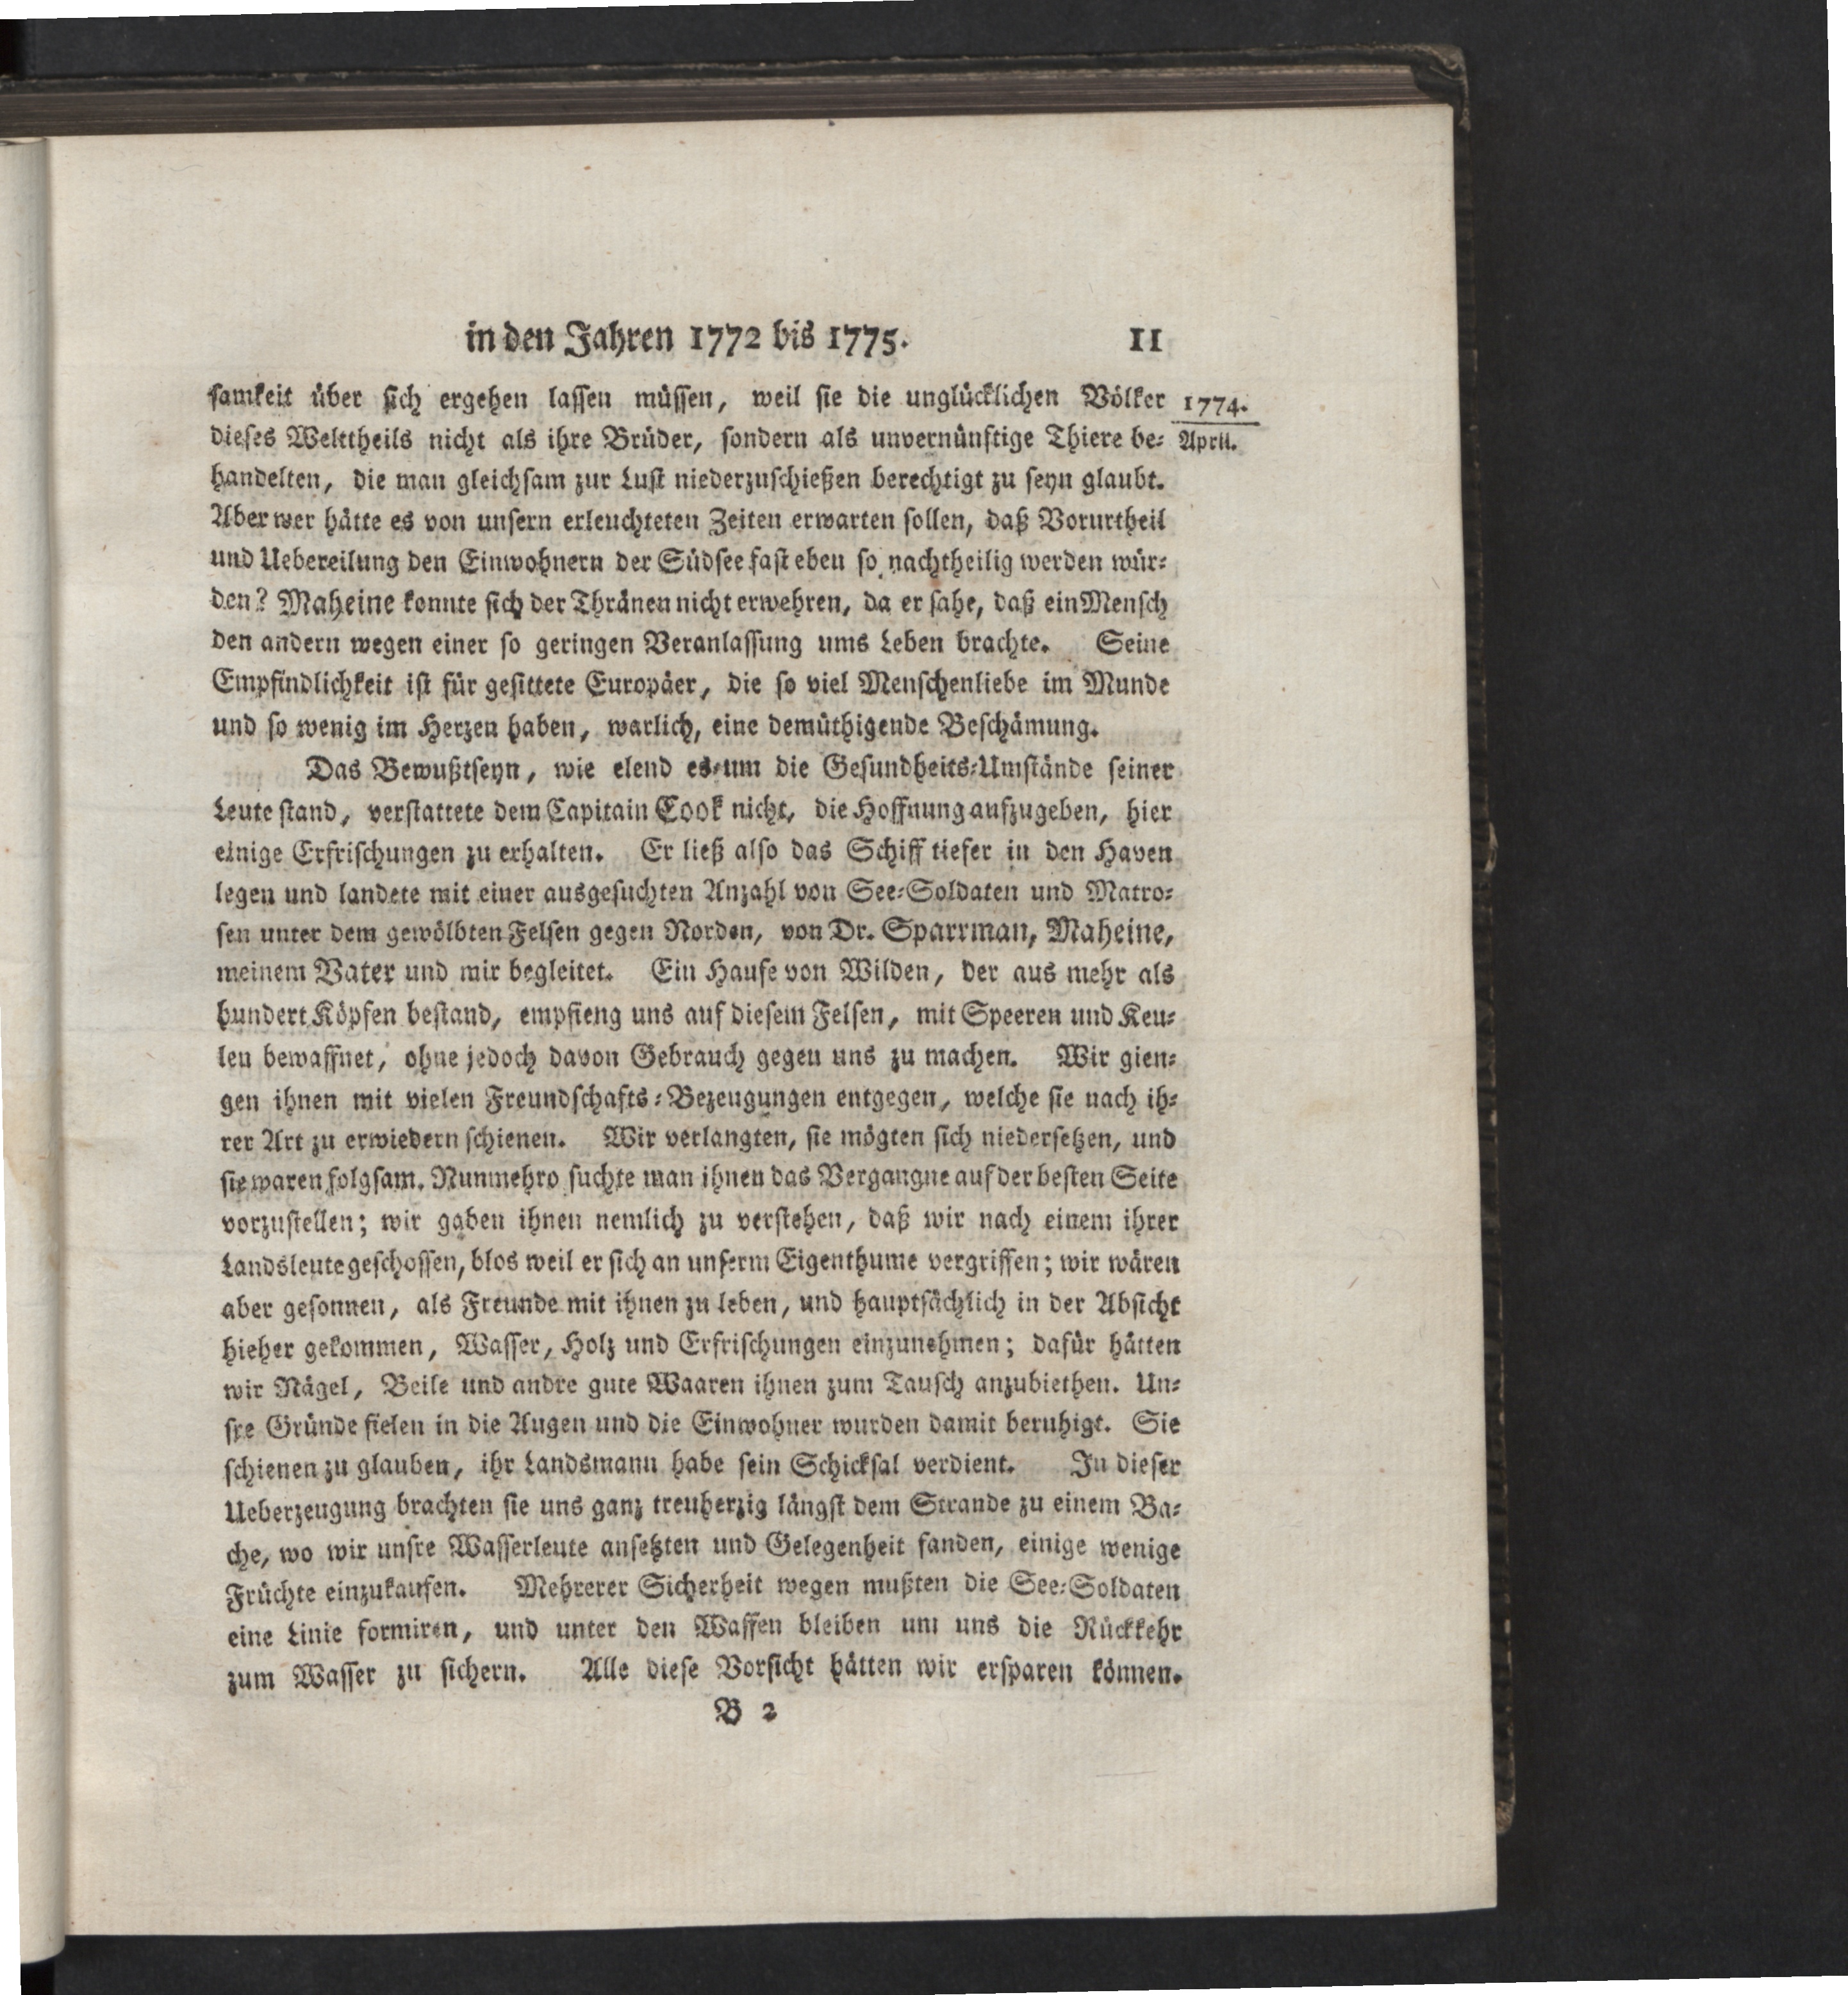 in den Jahren 1772 bis 1775. 11
ſamkeit über ſich ergehen laſſen müſſen, weil ſie die unglücklichen Völker 1774.
dieſes Welttheils nicht als ihre Brüder, ſondern als unvernünftige Thiere be- April.
handelten, die man gleichſam zur Luſt niederzuſchießen berechtigt zu ſeyn glaubt.
Aber wer hätte es von unſern erleuchteten Zeiten erwarten ſollen, daß Vorurtheil
und Uebereilung den Einwohnern der Südſee faſt eben ſo nachtheilig werden wür-
den? Maheine konnte ſich der Thränen nicht erwehren, da er ſahe, daß ein Menſch
den andern wegen einer ſo geringen Veranlaſſung ums Leben brachte. Seine
Empfindlichkeit iſt für geſittete Europäer, die ſo viel Menſchenliebe im Munde
und ſo wenig im Herzen haben, warlich, eine demüthigende Beſchämung.
Das Bewußtſeyn, wie elend es um die Geſundheits-Umſtände ſeiner
Leute ſtand, verſtattete dem Capitain Cook nicht, die Hoffnung aufzugeben, hier
einige Erfriſchungen zu erhalten. Er ließ alſo das Schiff tiefer in den Haven
legen und landete mit einer ausgeſuchten Anzahl von See-Soldaten und Matro-
ſen unter dem gewölbten Felſen gegen Norden, von Dr. Sparrman, Maheine,
meinem Vater und mir begleitet. Ein Haufe von Wilden, der aus mehr als
hundert Köpfen beſtand, empfieng uns auf dieſem Felſen, mit Speeren und Keu-
len bewaffnet, ohne jedoch davon Gebrauch gegen uns zu machen. Wir gien-
gen ihnen mit vielen Freundſchafts-Bezeugungen entgegen, welche ſie nach ih-
rer Art zu erwiedern ſchienen. Wir verlangten, ſie mögten ſich niederſetzen, und
ſie waren folgſam. Nunmehro ſuchte man ihnen das Vergangne auf der beſten Seite
vorzuſtellen; wir gaben ihnen nemlich zu verſtehen, daß wir nach einem ihrer
Landsleute geſchoſſen, blos weil er ſich an unſerm Eigenthume vergriffen; wir wären
aber geſonnen, als Freunde mit ihnen zu leben, und hauptſächlich in der Abſicht
hieher gekommen, Waſſer, Holz und Erfriſchungen einzunehmen; dafür hätten
wir Nägel, Beile und andre gute Waaren ihnen zum Tauſch anzubiethen. Un-
ſre Gründe fielen in die Augen und die Einwohner wurden damit beruhigt. Sie
ſchienen zu glauben, ihr Landsmann habe ſein Schickſal verdient. In dieſer
Ueberzeugung brachten ſie uns ganz treuherzig längſt dem Strande zu einem Ba-
che, wo wir unſre Waſſerleute anſetzten und Gelegenheit fanden, einige wenige
Früchte einzukaufen. Mehrerer Sicherheit wegen mußten die See-Soldaten
eine Linie formiren, und unter den Waffen bleiben um uns die Rückkehr
zum Waſſer zu ſichern. Alle dieſe Vorſicht hätten wir erſparen können.
B 2